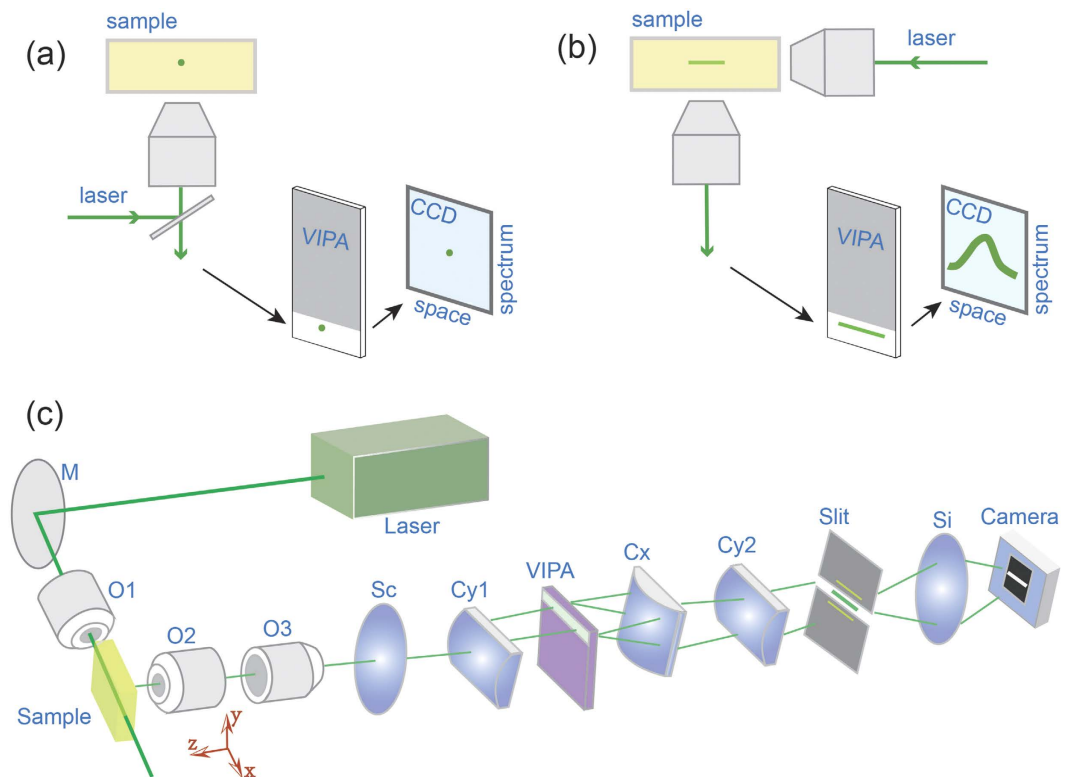 (a)
sample
laser
VIPA
CCD
space
spectrum
(b)
sample
laser
VIPA
CCD
space
spectrum
(c)
M
Laser
O1
O2
O3
Sample
y
z
x
Sc
Cy1
VIPA
Cx
Cy2
Slit
Si
Camera